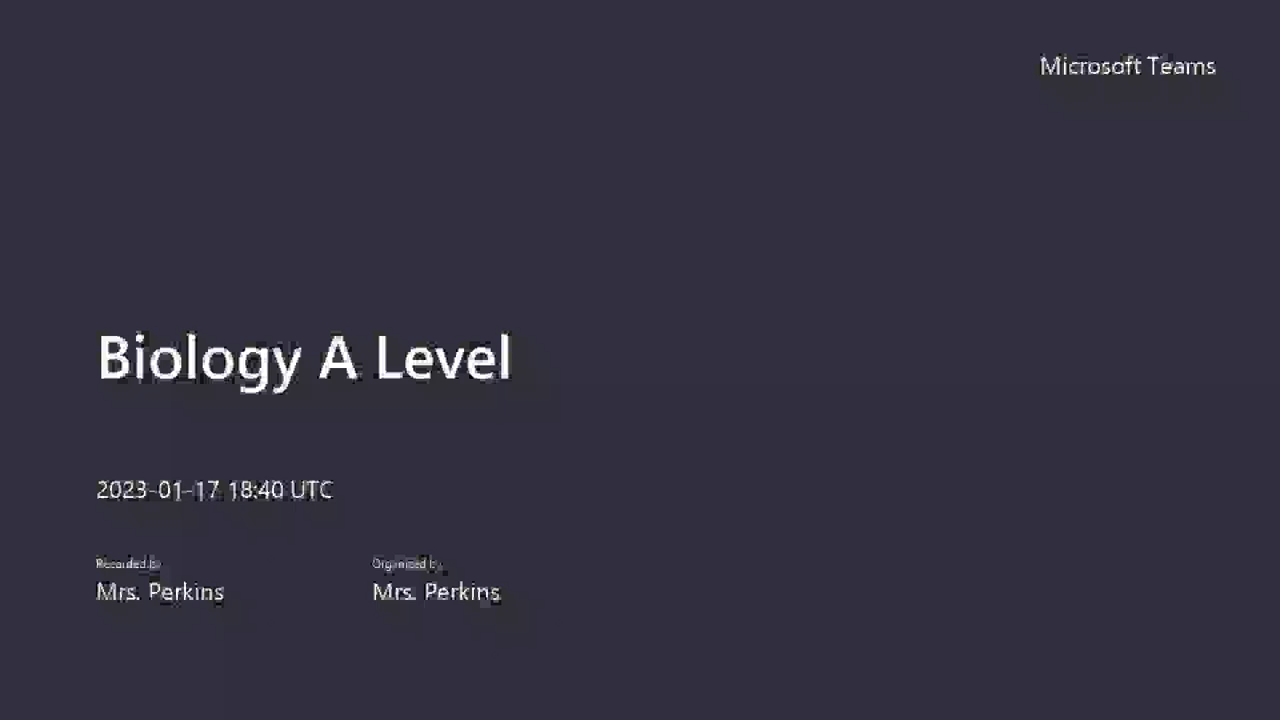 Microsoft Teams
Biology A Level
2023-01-17 18:40 UTC
Recorded by
Organized by
Mrs. Perkins
Mrs. Perkins